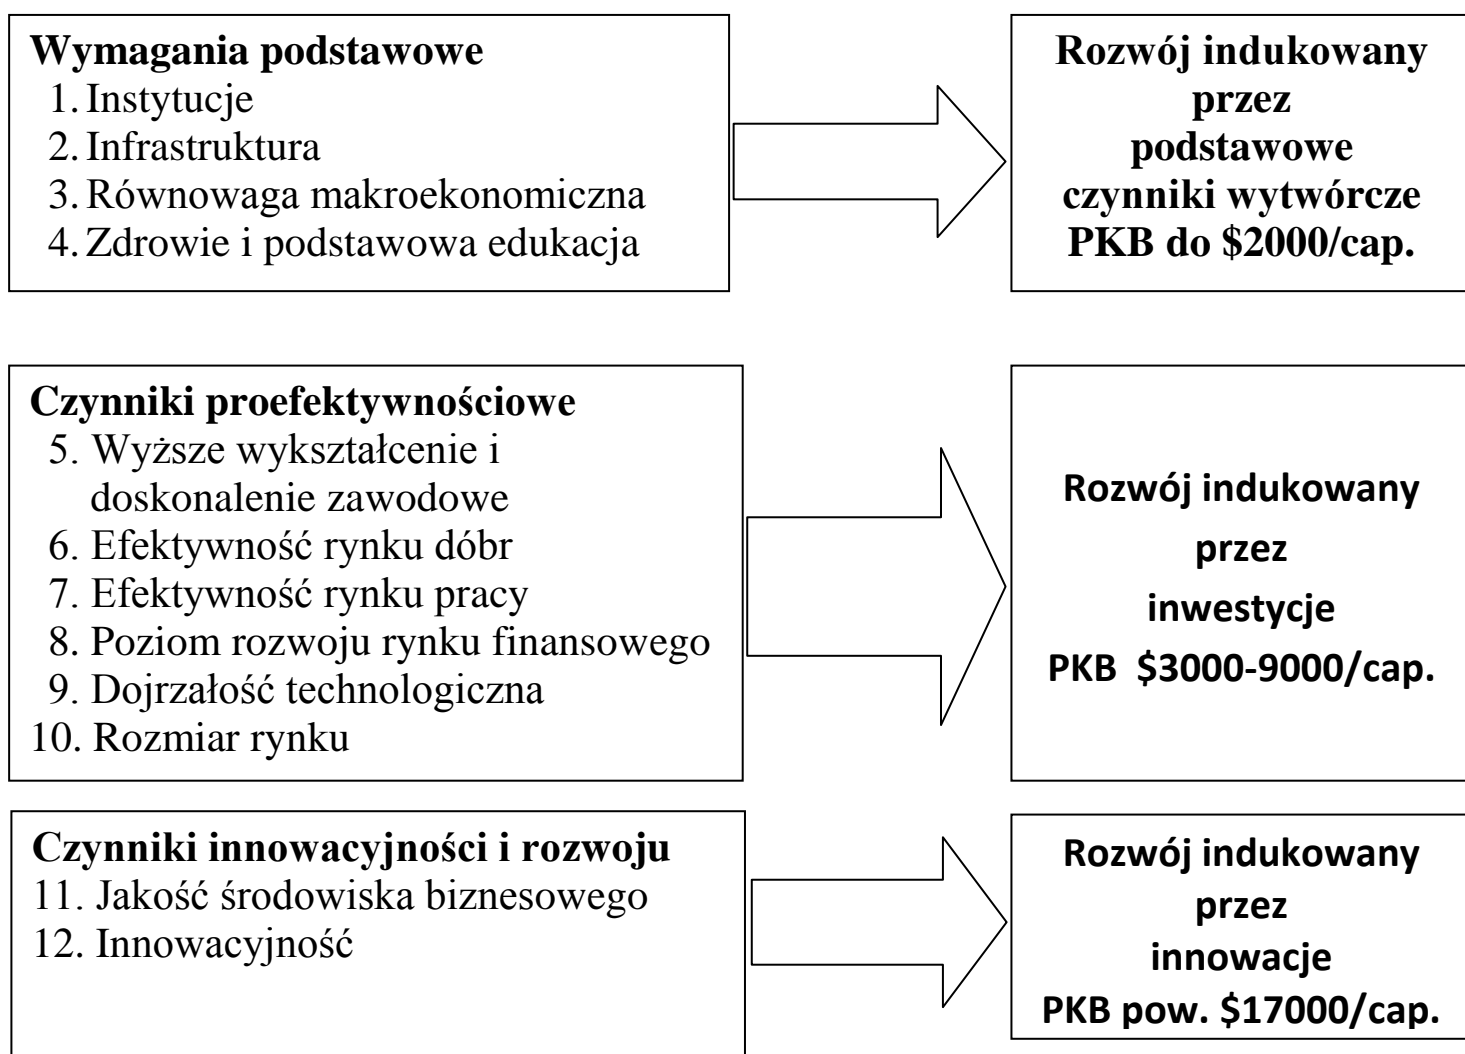 Wymagania podstawowe
1. Instytucje
2. Infrastruktura
3. Równowaga makroekonomiczna
4. Zdrowie i podstawowa edukacja
Rozwój indukowany
przez
podstawowe
czynniki wytwórcze
PKB do $2000/cap.
Czynniki proefektywnościowe
5. Wyższe wykształcenie i
doskonalenie zawodowe
6. Efektywność rynku dóbr
7. Efektywność rynku pracy
8. Poziom rozwoju rynku finansowego
9. Dojrzałość technologiczna
10. Rozmiar rynku
Rozwój indukowany
przez
inwestycje
PKB $3000-9000/cap.
Czynniki innowacyjności i rozwoju
11. Jakość środowiska biznesowego
12. Innowacyjność
Rozwój indukowany
przez
innowacje
PKB pow. $17000/cap.